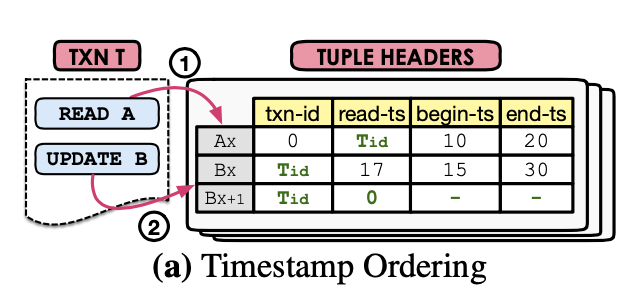 TXN T
TUPLE HEADERS
1
READ A
UPDATE B
2
txn-id read-ts begin-ts end-ts
Ax 0 Tid 10 20
Bx Tid 17 15 30
Bx+1 Tid 0 – –
(a) Timestamp Ordering